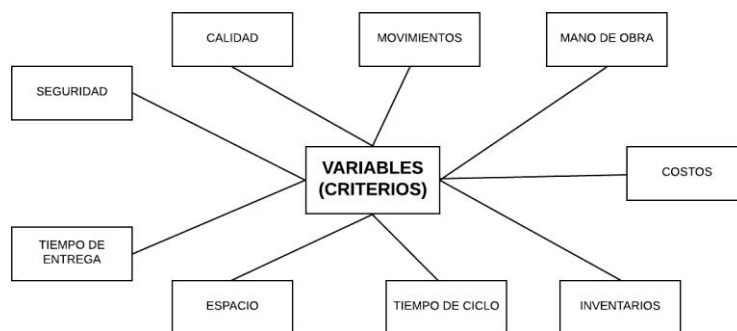 CALIDAD
MOVIMIENTOS
MANO DE OBRA
SEGURIDAD
VARIABLES
(CRITERIOS)
COSTOS
TIEMPO DE
ENTREGA
ESPACIO
TIEMPO DE CICLO
INVENTARIOS